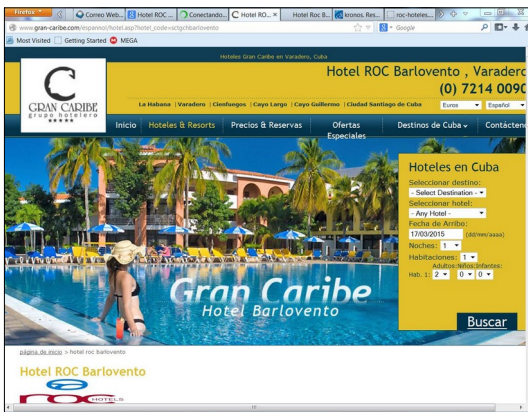 Firefox
Correo Web...
Hotel ROC ...
Conectando...
Hotel RO...
Hotel Roc B...
kronos. Res...
roc-hoteles....
www.gran-caribe.com/espannol/hotel.asp?hotel_code=sctgchbarlovento
Google
Most Visited
Getting Started
MEGA
Hoteles Gran Caribe en Varadero, Cuba
Hotel ROC Barlovento , Varadero
(0) 7214 0090
GRAN CARIBE
grupo hotelero
La Habana | Varadero | Cienfuegos | Cayo Largo | Cayo Guillermo | Ciudad Santiago de Cuba
Euros
Español
Inicio
Hoteles & Resorts
Precios & Reservas
Ofertas Especiales
Destinos de Cuba
Contácten
Hoteles en Cuba
Seleccionar destino:
- Select Destination -
Seleccionar hotel:
- Any Hotel -
Fecha de Arribo:
17/03/2015 (dd/mm/aaaa)
Noches: 1
Habitaciones: 1
Adultos:Niños:Infantes:
Hab. 1: 2 0 0
Buscar
Gran Caribe
Hotel Barlovento
página de inicio > hotel roc barlovento
Hotel ROC Barlovento
ROC HOTELS